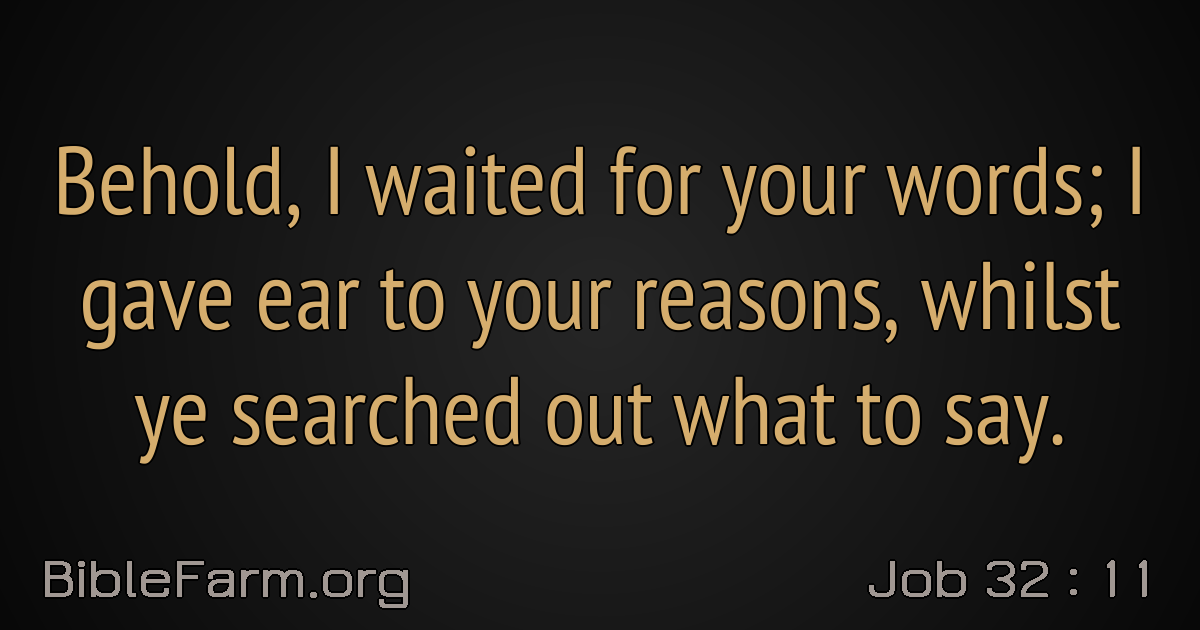 Behold, I waited for your words; I
gave ear to your reasons, whilst
ye searched out what to say.
BibleFarm.org
Job 32 : 11